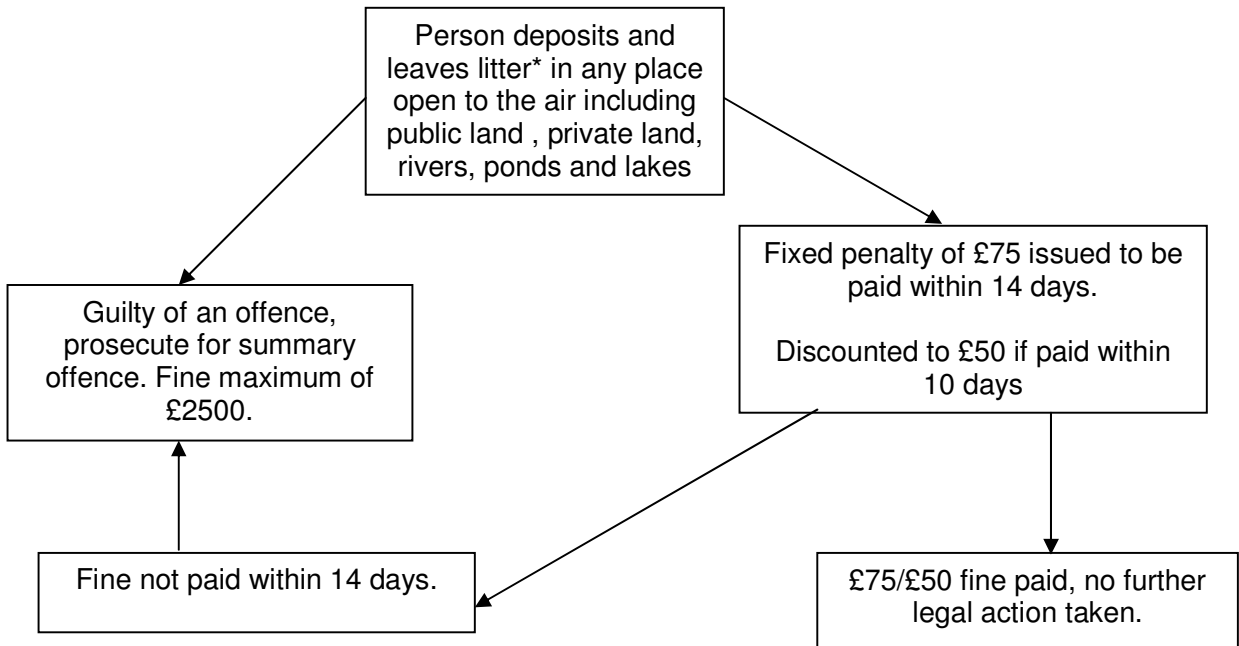 Person deposits and
leaves litter* in any place
open to the air including
public land , private land,
rivers, ponds and lakes
Fixed penalty of £75 issued to be
paid within 14 days.
Discounted to £50 if paid within
10 days
Guilty of an offence,
prosecute for summary
offence. Fine maximum of
£2500.
Fine not paid within 14 days.
£75/£50 fine paid, no further
legal action taken.